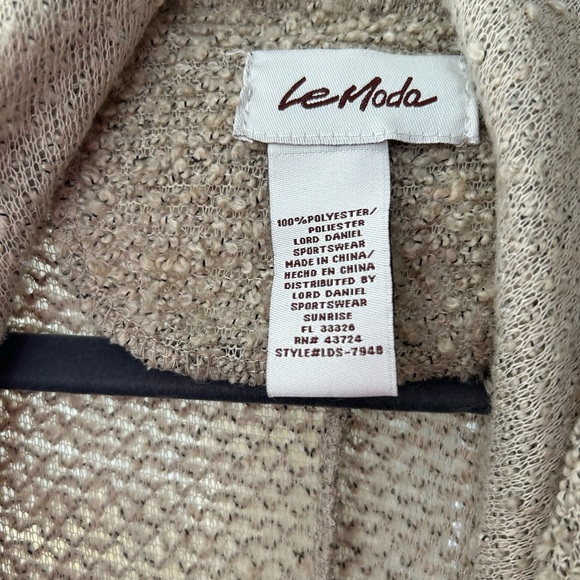 LeModa
100%POLYESTER/
POLIESTER
LORD DANIEL
SPORTSWEAR
MADE IN CHINA/
HECHO EN CHINA
DISTRIBUTED BY
LORD DANIEL
SPORTSWEAR
SUNRISE
FL 33326
RN# 43724
STYLE#LDS-7948